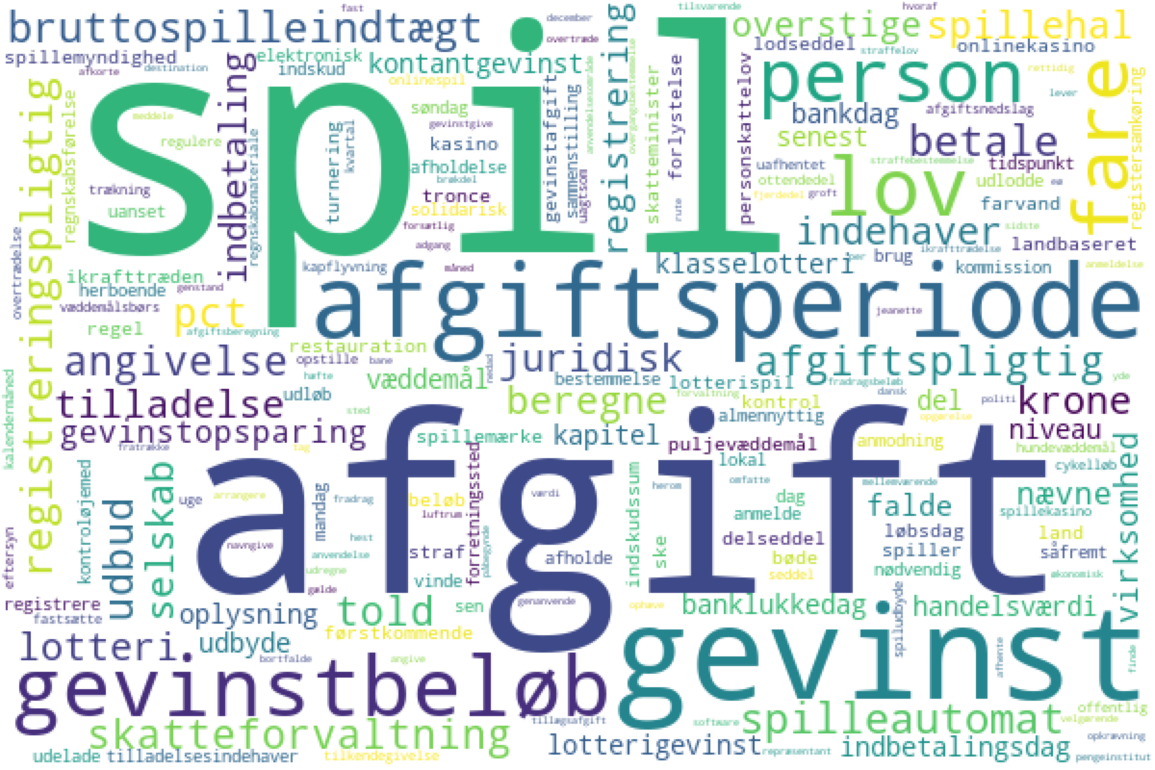 bruttospilleindtægt
spil
fast
december
tilsvarende
hvoraf
overstige
spillehal
spillemyndighed
elektronisk
indskud
kontantgevinst
overtræde
registrering
lodseddel
straffelov
onlinekasino
afkorte
destination
onlinespil
person
rettidig
meddele
regulere
indbetaling
søndag
gevinstgive
kasino
turnering
kvartal
gevinstafgift
sammenstilling
uagtsom
anvendelsesområde
overgangsbestemmelse
skatteminister
forlystelse
personskattelov
bankdag
afgiftsnedslag
lever
fare
registersamkøring
senest
betale
registreringspligtig
regnskabsførelse
regnskabsmateriale
afholdelse
brøkdel
tronce
solidarisk
uafhentet
straffebestemmelse
tidspunkt
ottendedel
lov
udlodde
eø
trækning
uanset
forsætlig
adgang
rute
fjerdedel
groft
farvand
indehaver
sidste
landbaseret
ikrafttrædelse
overtrædelse
ikrafttræden
kapflyvning
måned
klasselotteri
per
brug
kommission
anmeldelse
herboende
genstand
væddemålsbørs
pct
afgiftsperiode
jeanette
regel
afgiftsberegning
restauration
angivelse
opstille
bane
nedad
juridisk
afgiftspligtig
hæfte
væddemål
bestemmelse
lotterispil
fradragsbeløb
dansk
yde
tilladelse
udløb
sted
beregne
forvaltning
kontrol
del
politi
krone
almennyttig
opgørelse
niveau
gevinstopsparing
fratrække
tag
spillemærke
kapitel
puljevæddemål
anmodning
hundevæddemål
kalendermåned
afgift
forretningssted
lokal
mellemværende
cykelløb
kontroløjemed
selskab
uge
arrangere
mandag
fradrag
beløb
værdi
indskudssum
herom
omfatte
dag
nævne
virksomhed
udbud
luftrum
påbegynde
ske
anmelde
falde
spillekasino
navngive
anvendelse
hest
straf
afholde
delseddel
løbsdag
land
eftersyn
udregne
vinde
bøde
spiller
såfremt
seddel
nødvendig
økonomisk
gælde
genanvende
registrere
fastsætte
oplysning
told
sen
ophæve
banklukkedag
handelsværdi
udbyde
førstkommende
lotteri
spiludbyde
afhente
finde
bortfalde
angive
gevinstbeløb
gevinst
skatteforvaltning
tillægsafgift
software
spilleautomat
offentlig
velgørende
opkrævning
udelade
tilladelsesindehaver
tilkendegivelse
lotterigevinst
repræsentant
indbetalingsdag
pengeinstitut